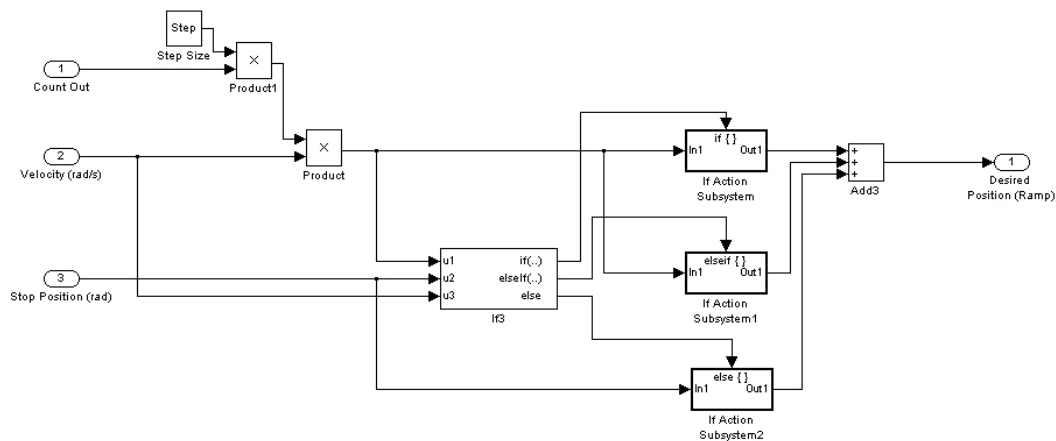 Step
Step Size
×
Product1
1
Count Out
2
Velocity (rad/s)
×
Product
if { }
In1
Out1
If Action
Subsystem
+
+
+
Add3
1
Desired
Position (Ramp)
u1
if(..)
u2
elseIf(..)
u3
else
If3
elseif { }
In1
Out1
If Action
Subsystem1
3
Stop Position (rad)
else { }
In1
Out1
If Action
Subsystem2